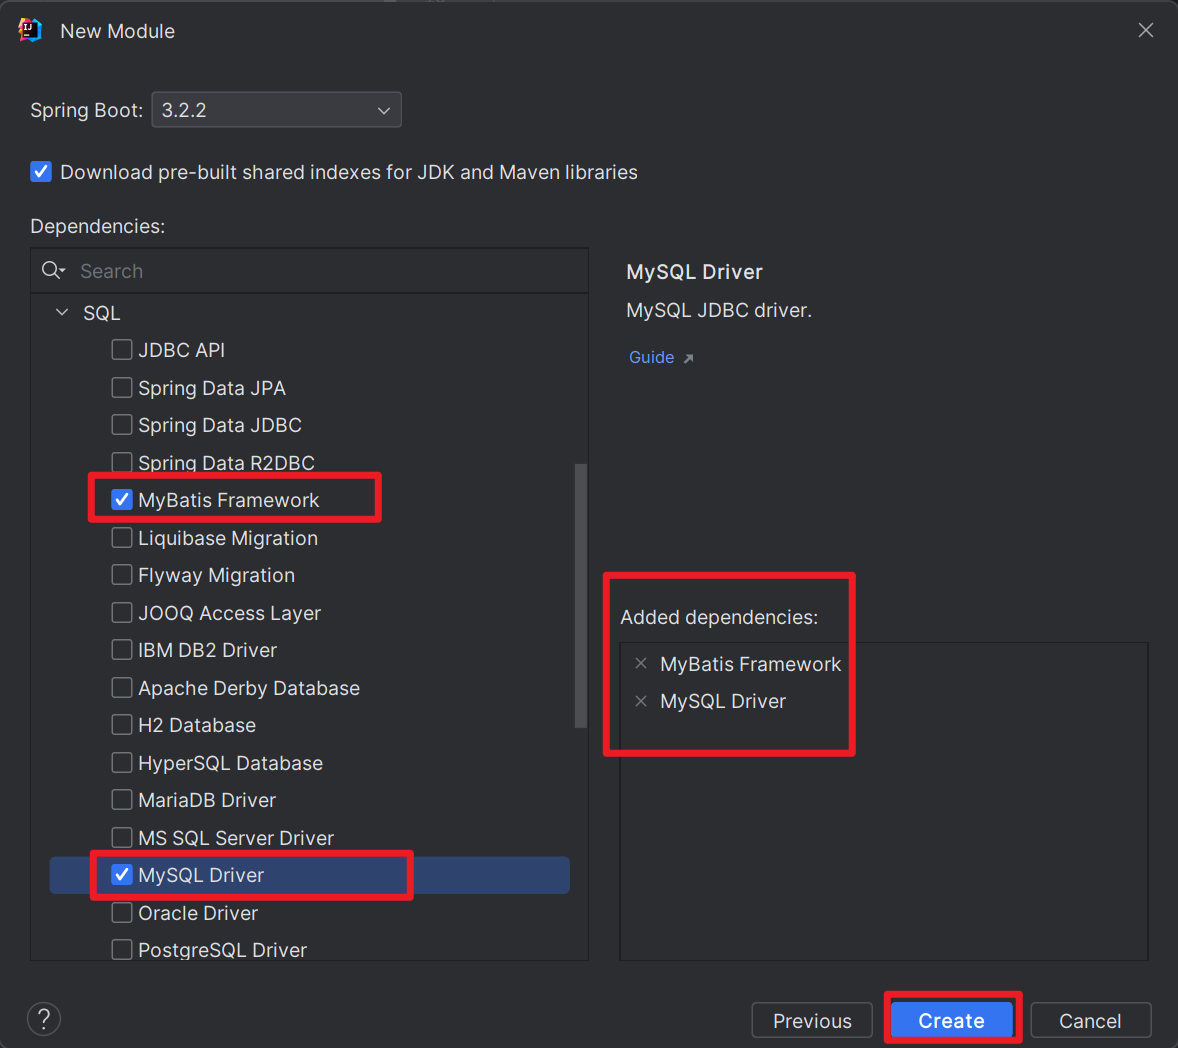 New Module
Spring Boot: 3.2.2
Download pre-built shared indexes for JDK and Maven libraries
Dependencies:
Search
SQL
JDBC API
Spring Data JPA
Spring Data JDBC
Spring Data R2DBC
MyBatis Framework
Liquibase Migration
Flyway Migration
JOOQ Access Layer
IBM DB2 Driver
Apache Derby Database
H2 Database
HyperSQL Database
MariaDB Driver
MS SQL Server Driver
MySQL Driver
Oracle Driver
PostgreSQL Driver
MySQL Driver
MySQL JDBC driver.
Guide
Added dependencies:
MyBatis Framework
MySQL Driver
?
Previous
Create
Cancel